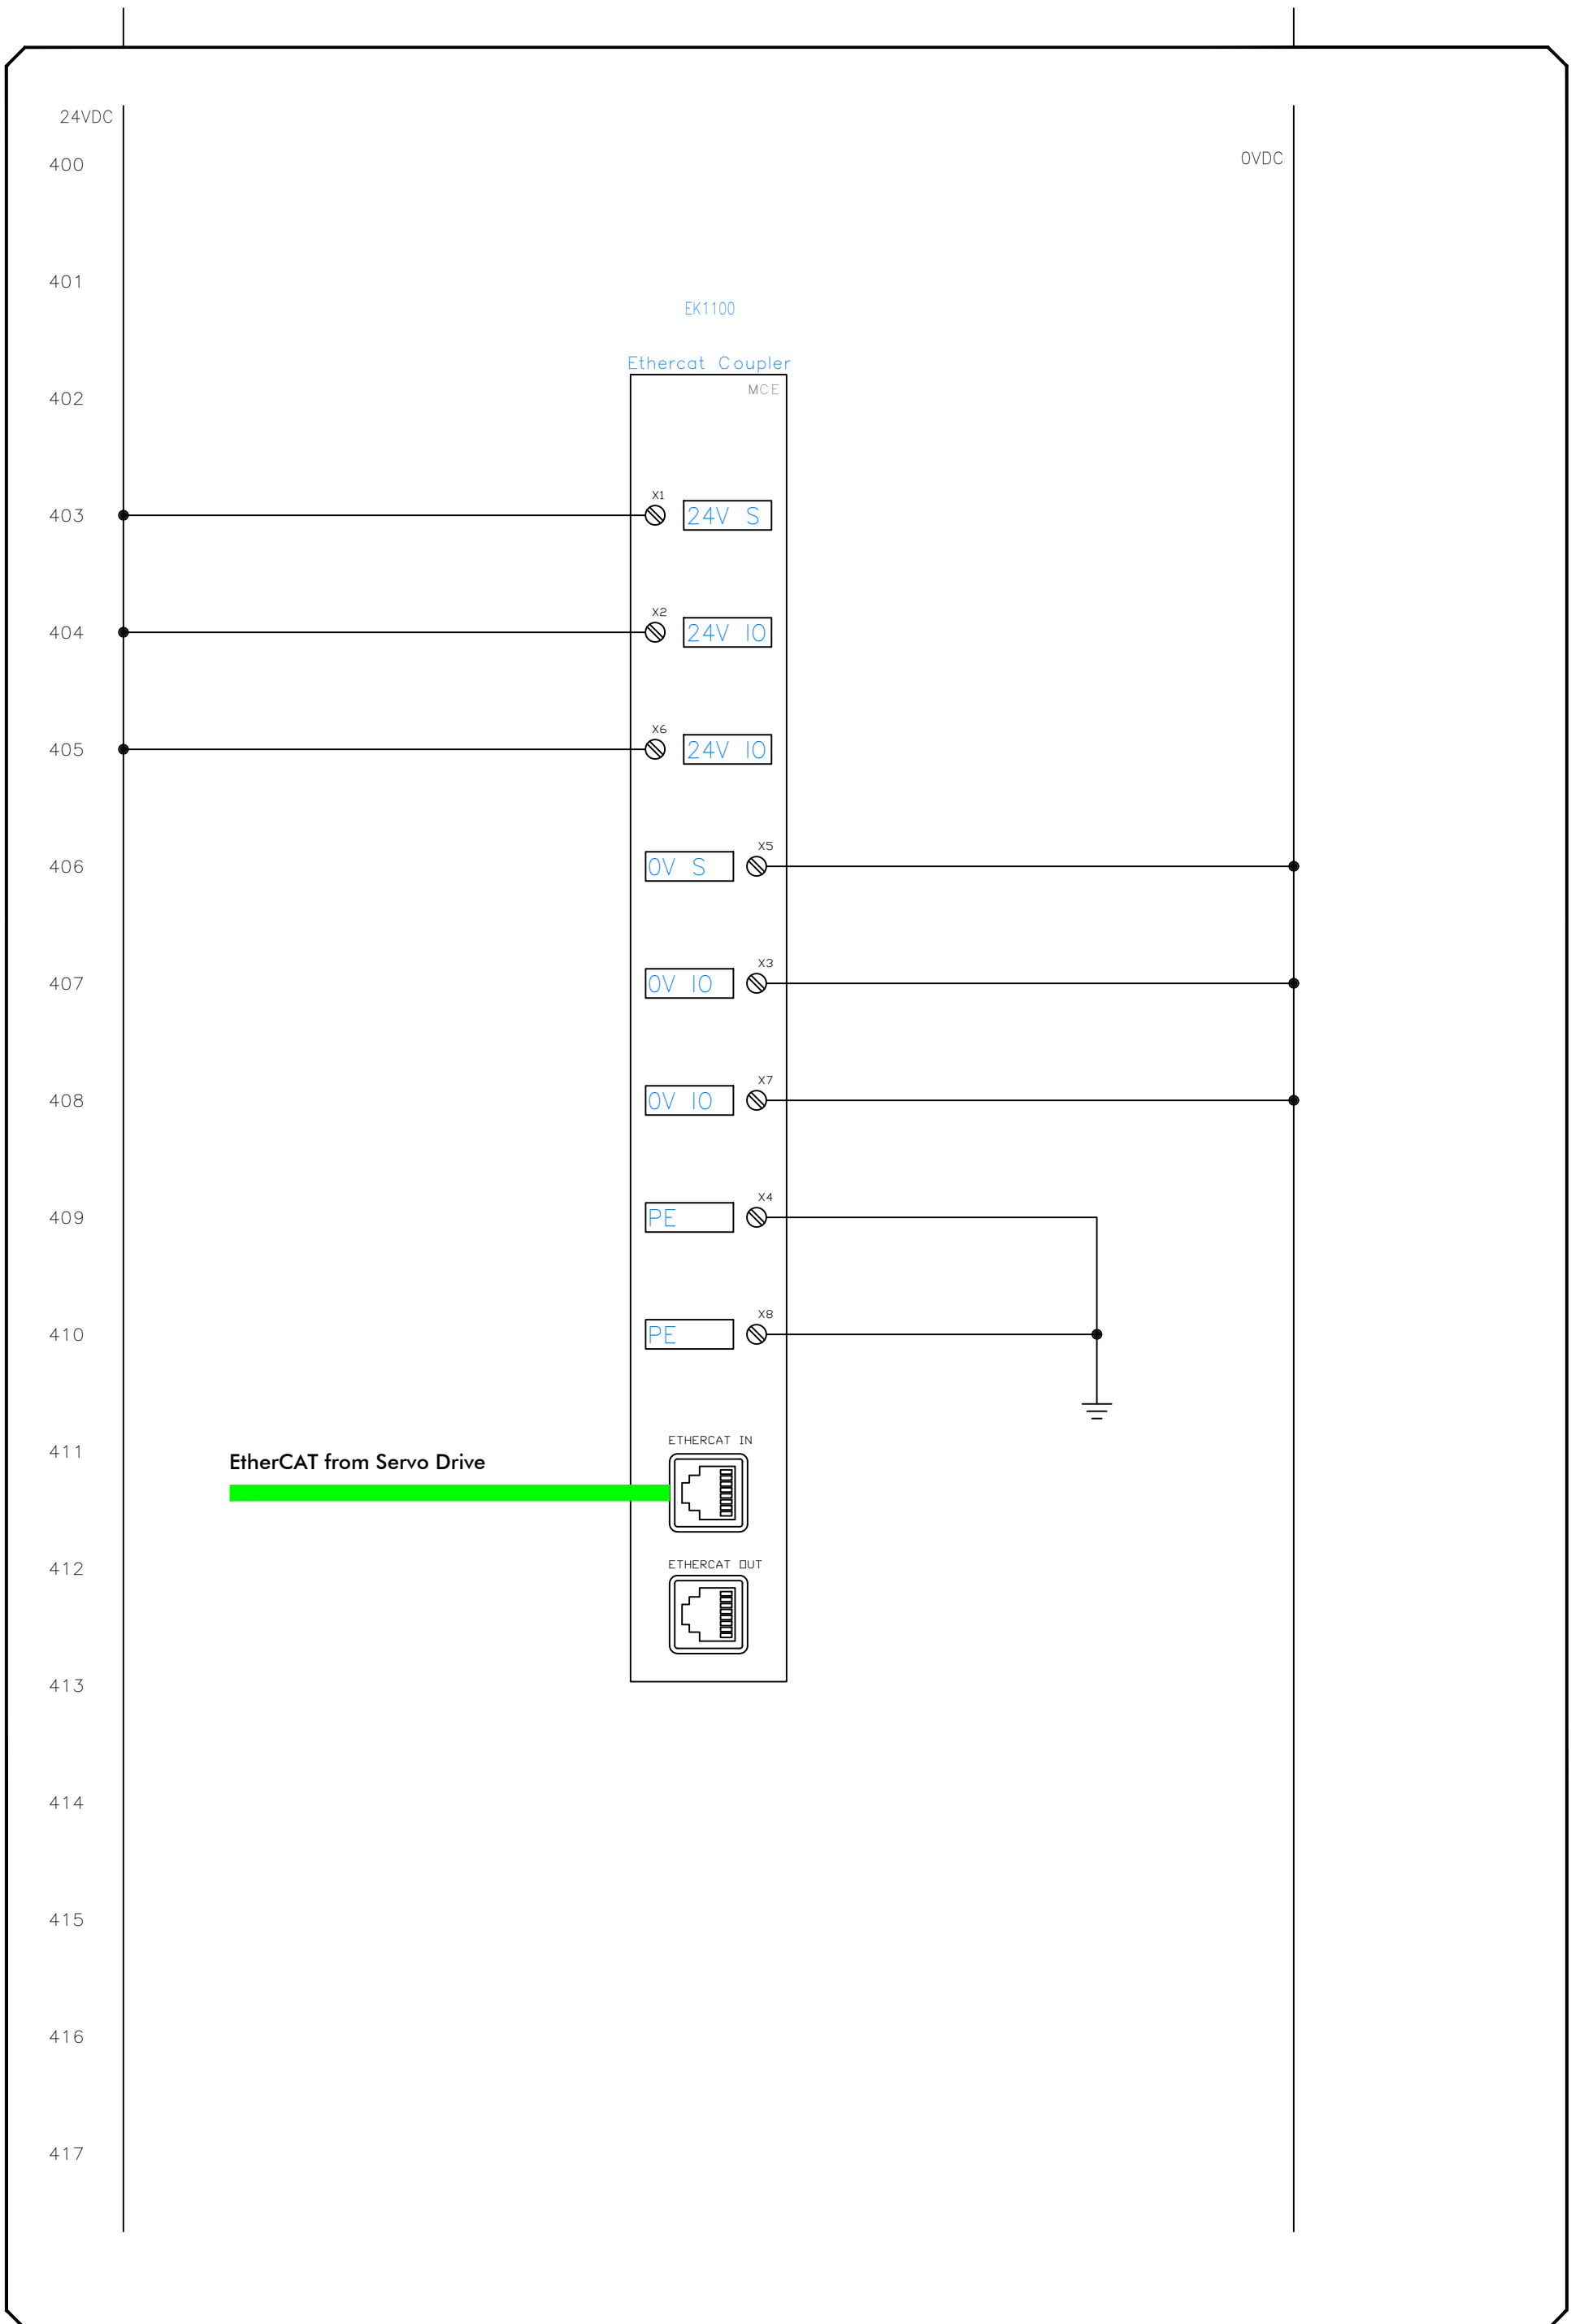 24VDC
400
0VDC
401
EK1100
Ethercat Coupler
402
MCE
403
X1
24V S
404
X2
24V IO
405
X6
24V IO
406
0V S
X5
407
0V IO
X3
408
0V IO
X7
409
PE
X4
410
PE
X8
411
ETHERCAT IN
EtherCAT from Servo Drive
412
ETHERCAT OUT
413
414
415
416
417